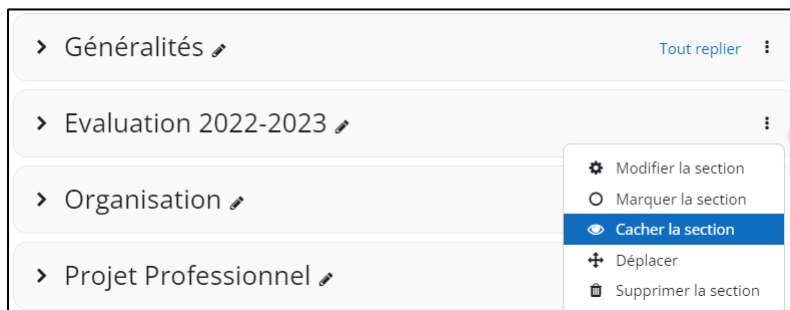 Généralités
Tout replier
Evaluation 2022-2023
Modifier la section
Organisation
Marquer la section
Cacher la section
Déplacer
Projet Professionnel
Supprimer la section